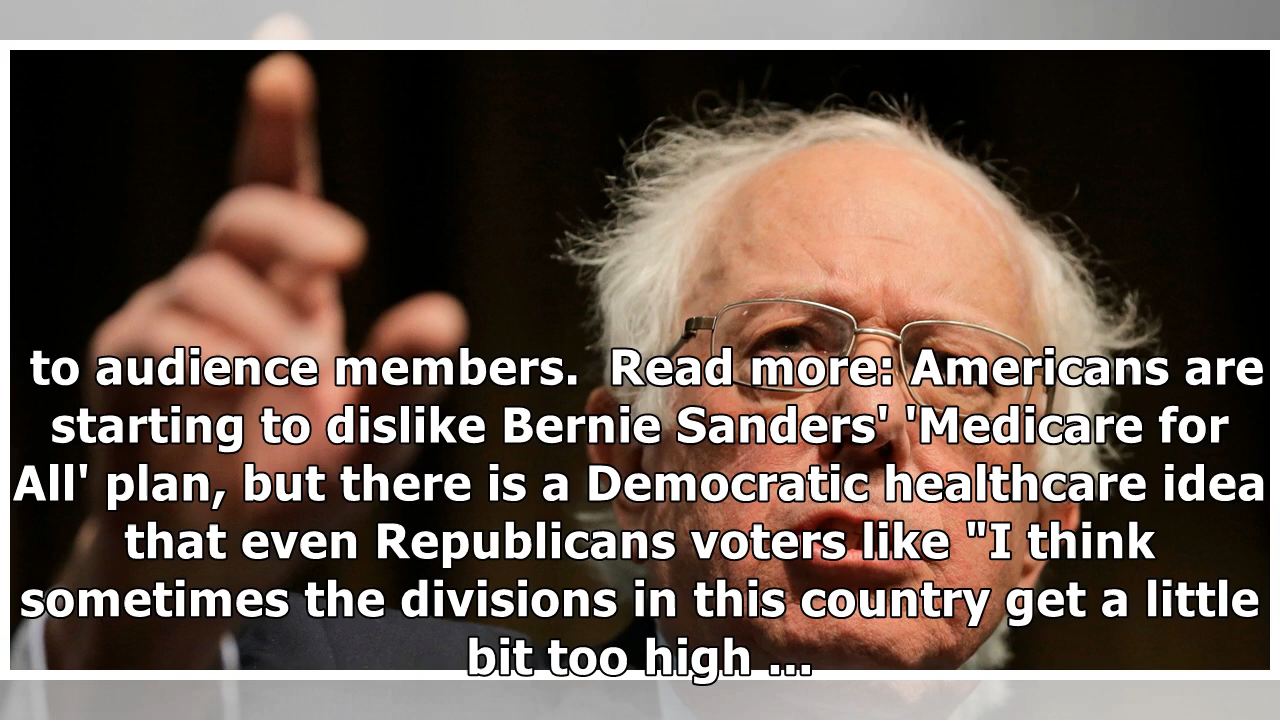 to audience members.  Read more: Americans are
starting to dislike Bernie Sanders' 'Medicare for
All' plan, but there is a Democratic healthcare idea
that even Republicans voters like "I think
sometimes the divisions in this country get a little
bit too high ...